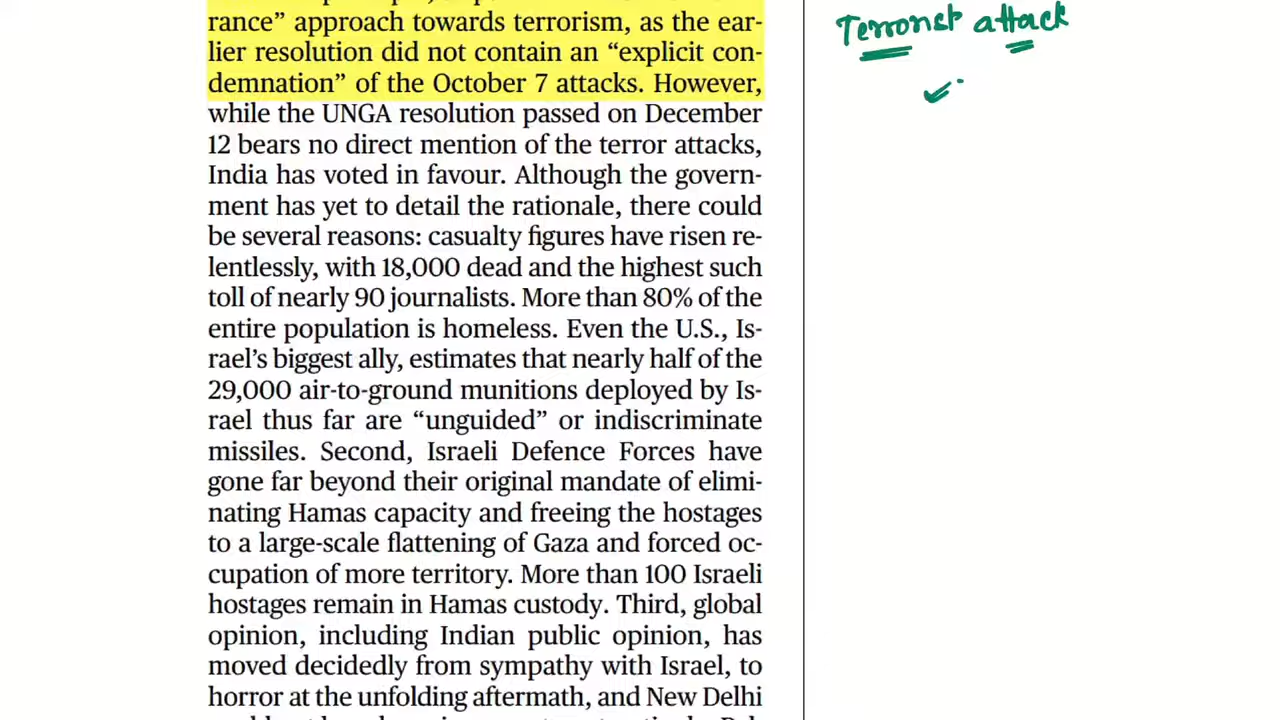 rance” approach towards terrorism, as the ear-
lier resolution did not contain an “explicit con-
demnation” of the October 7 attacks. However,
while the UNGA resolution passed on December
12 bears no direct mention of the terror attacks,
India has voted in favour. Although the govern-
ment has yet to detail the rationale, there could
be several reasons: casualty figures have risen re-
lentlessly, with 18,000 dead and the highest such
toll of nearly 90 journalists. More than 80% of the
entire population is homeless. Even the U.S., Is-
rael’s biggest ally, estimates that nearly half of the
29,000 air-to-ground munitions deployed by Is-
rael thus far are “unguided” or indiscriminate
missiles. Second, Israeli Defence Forces have
gone far beyond their original mandate of elimi-
nating Hamas capacity and freeing the hostages
to a large-scale flattening of Gaza and forced oc-
cupation of more territory. More than 100 Israeli
hostages remain in Hamas custody. Third, global
opinion, including Indian public opinion, has
moved decidedly from sympathy with Israel, to
horror at the unfolding aftermath, and New Delhi
Terrorist attack